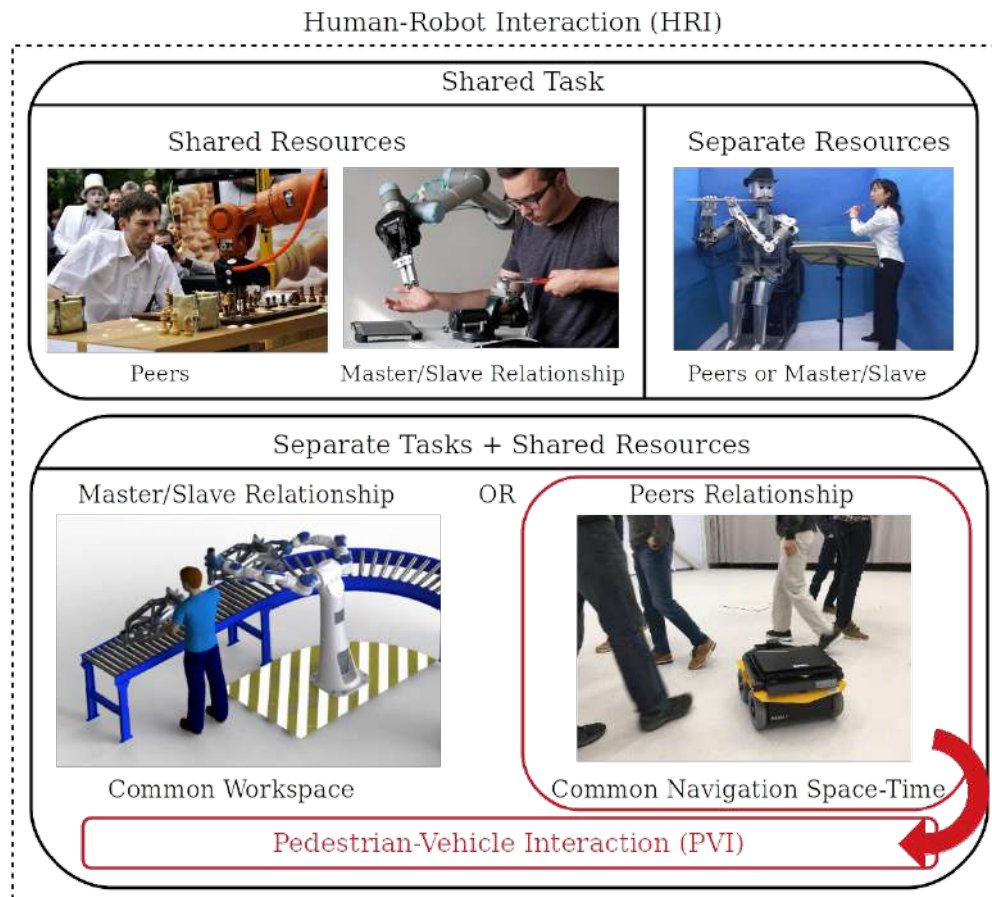 Human-Robot Interaction (HRI)
Shared Task
Shared Resources
Separate Resources
Peers
Master/Slave Relationship
Peers or Master/Slave
Separate Tasks + Shared Resources
Master/Slave Relationship
OR
Peers Relationship
Common Workspace
Common Navigation Space-Time
Pedestrian-Vehicle Interaction (PVI)